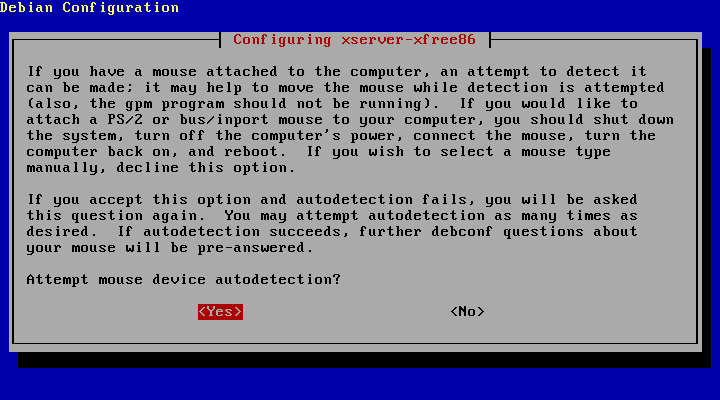 Debian Configuration
Configuring xserver-xfree86
If you have a mouse attached to the computer, an attempt to detect it
can be made; it may help to move the mouse while detection is attempted
(also, the gpm program should not be running).  If you would like to
attach a PS/2 or bus/inport mouse to your computer, you should shut down
the system, turn off the computer's power, connect the mouse, turn the
computer back on, and reboot.  If you wish to select a mouse type
manually, decline this option.
If you accept this option and autodetection fails, you will be asked
this question again.  You may attempt autodetection as many times as
desired.  If autodetection succeeds, further debconf questions about
your mouse will be pre-answered.
Attempt mouse device autodetection?
<Yes> <No>